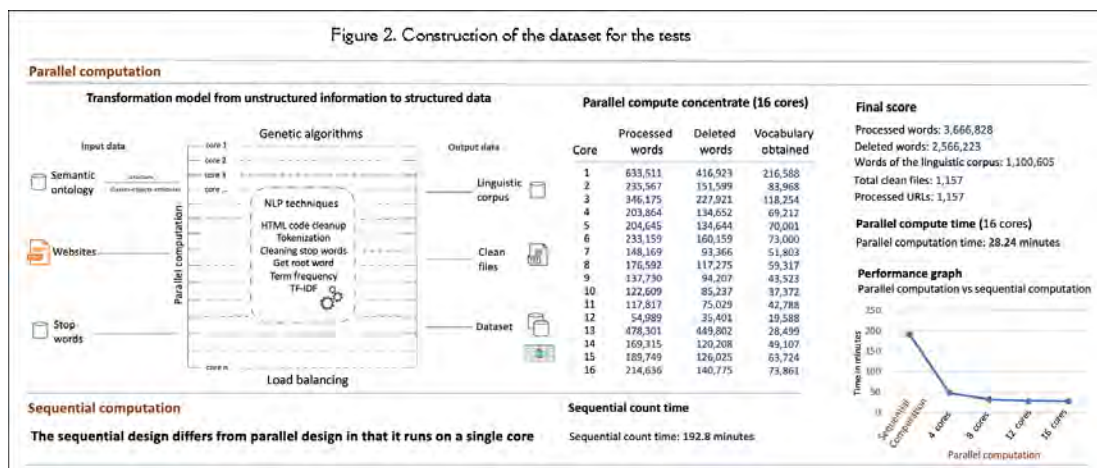 Figure 2. Construction of the dataset for the tests
Parallel computation
Transformation model from unstructured information to structured data
Input data
Semantic ontology
Websites
Stop words
Genetic algorithms
Parallel computation
core 1
core 2
core 3
core ...
NLP techniques
HTML code cleanup
Tokenization
Cleaning stop words
Get root word
Term frequency
TF-IDF
core n
Load balancing
Output data
Linguistic corpus
Clean files
Dataset
Parallel compute concentrate (16 cores)
Core Processed words Deleted words Vocabulary obtained
1 633,511 416,923 216,588
2 235,567 151,599 83,968
3 346,175 227,921 118,254
4 203,864 134,652 69,212
5 204,645 134,644 70,001
6 233,159 160,159 73,000
7 148,169 93,366 51,803
8 176,592 117,275 59,317
9 137,730 94,207 43,523
10 122,609 85,237 37,372
11 117,817 75,029 42,788
12 54,989 35,401 19,588
13 478,301 449,802 28,499
14 169,315 120,208 49,107
15 189,749 126,025 63,724
16 214,636 140,775 73,861
Final score
Processed words: 3,666,828
Deleted words: 2,566,223
Words of the linguistic corpus: 1,100,605
Total clean files: 1,157
Processed URLs: 1,157
Parallel compute time (16 cores)
Parallel computation time: 28.24 minutes
Performance graph
Parallel computation vs sequential computation
Time in minutes
250
200
150
100
50
0
Sequential Computation
4 cores
8 cores
12 cores
16 cores
Parallel computation
Sequential computation
The sequential design differs from parallel design in that it runs on a single core
Sequential count time
Sequential count time: 192.8 minutes